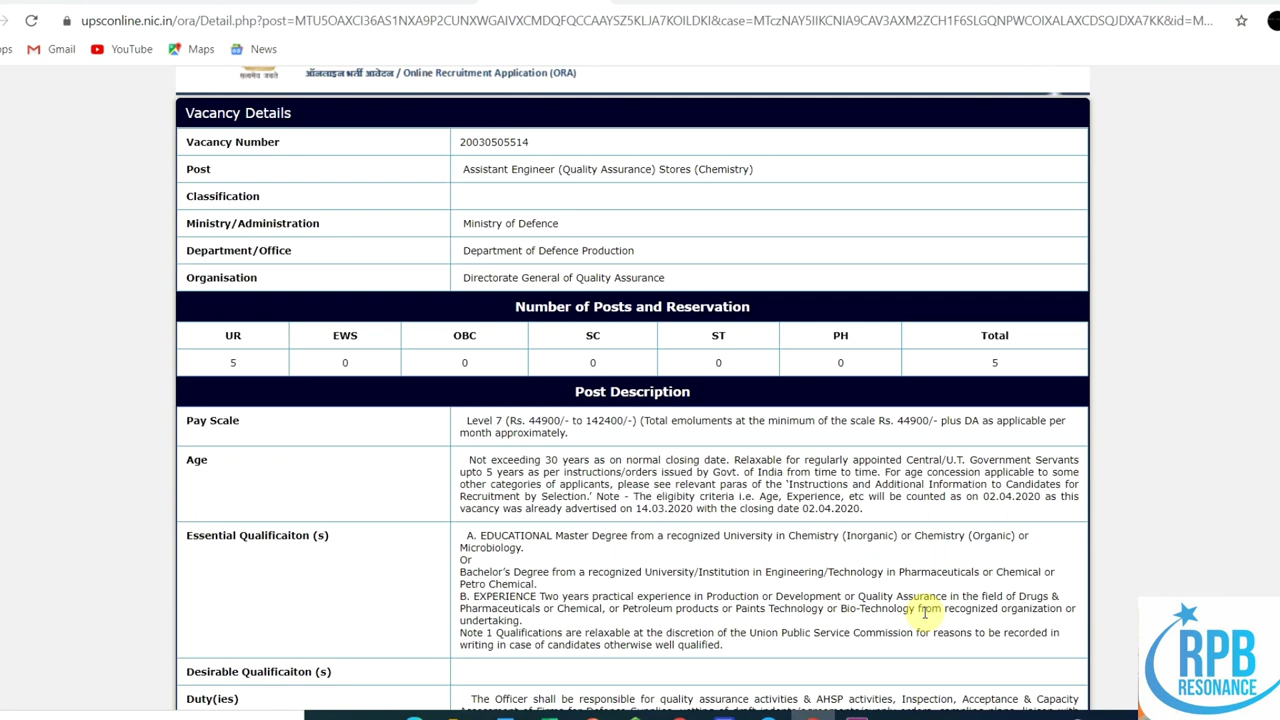 upsconline.nic.in/ora/Detail.php?post=MTU5OAXCI36AS1NXA9P2CUNXWGAIVXCMDQFQCCAAYSZ5KLJA7KOILDKI&case=MTczNAY5IIKCNIA9CAV3AXM2ZCH1F6SLGQNPWCOIXALAXCDSQJDXA7KK&id=M...
ops Gmail YouTube Maps News
सत्यमेव जयते ऑनलाइन भर्ती आवेदन / Online Recruitment Application (ORA)
Vacancy Details
Vacancy Number 20030505514
Post Assistant Engineer (Quality Assurance) Stores (Chemistry)
Classification
Ministry/Administration Ministry of Defence
Department/Office Department of Defence Production
Organisation Directorate General of Quality Assurance
Number of Posts and Reservation
UR EWS OBC SC ST PH Total
5 0 0 0 0 0 5
Post Description
Pay Scale Level 7 (Rs. 44900/- to 142400/-) (Total emoluments at the minimum of the scale Rs. 44900/- plus DA as applicable per
month approximately.
Age Not exceeding 30 years as on normal closing date. Relaxable for regularly appointed Central/U.T. Government Servants
upto 5 years as per instructions/orders issued by Govt. of India from time to time. For age concession applicable to some
other categories of applicants, please see relevant paras of the 'Instructions and Additional Information to Candidates for
Recruitment by Selection.' Note - The eligibity criteria i.e. Age, Experience, etc will be counted as on 02.04.2020 as this
vacancy was already advertised on 14.03.2020 with the closing date 02.04.2020.
Essential Qualificaiton (s) A. EDUCATIONAL Master Degree from a recognized University in Chemistry (Inorganic) or Chemistry (Organic) or
Microbiology.
Or
Bachelor's Degree from a recognized University/Institution in Engineering/Technology in Pharmaceuticals or Chemical or
Petro Chemical.
B. EXPERIENCE Two years practical experience in Production or Development or Quality Assurance in the field of Drugs &
Pharmaceuticals or Chemical, or Petroleum products or Paints Technology or Bio-Technology from recognized organization or
undertaking.
Note 1 Qualifications are relaxable at the discretion of the Union Public Service Commission for reasons to be recorded in
writing in case of candidates otherwise well qualified.
Desirable Qualificaiton (s)
Duty(ies) The Officer shall be responsible for quality assurance activities & AHSP activities, Inspection, Acceptance & Capacity
RPB
RESONANCE